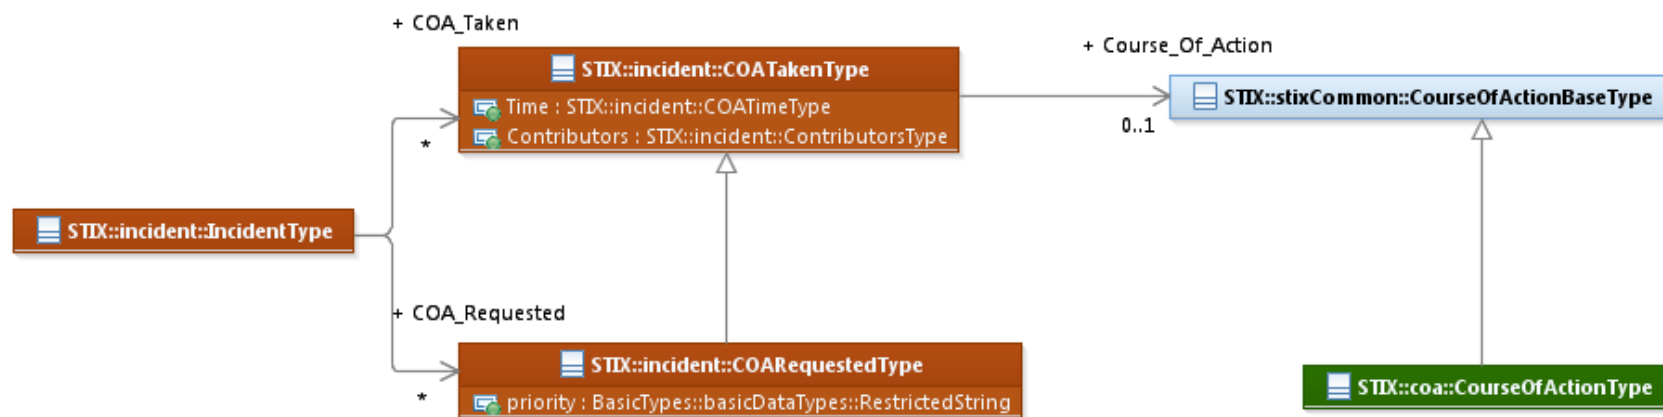 + COA_Taken
STIX::incident::COATakenType
Time : STIX::incident::COATimeType
Contributors : STIX::incident::ContributorsType
*
+ Course_Of_Action
STIX::stixCommon::CourseOfActionBaseType
0..1
STIX::incident::IncidentType
+ COA_Requested
STIX::incident::COARequestedType
priority : BasicTypes::basicDataTypes::RestrictedString
*
STIX::coa::CourseOfActionType